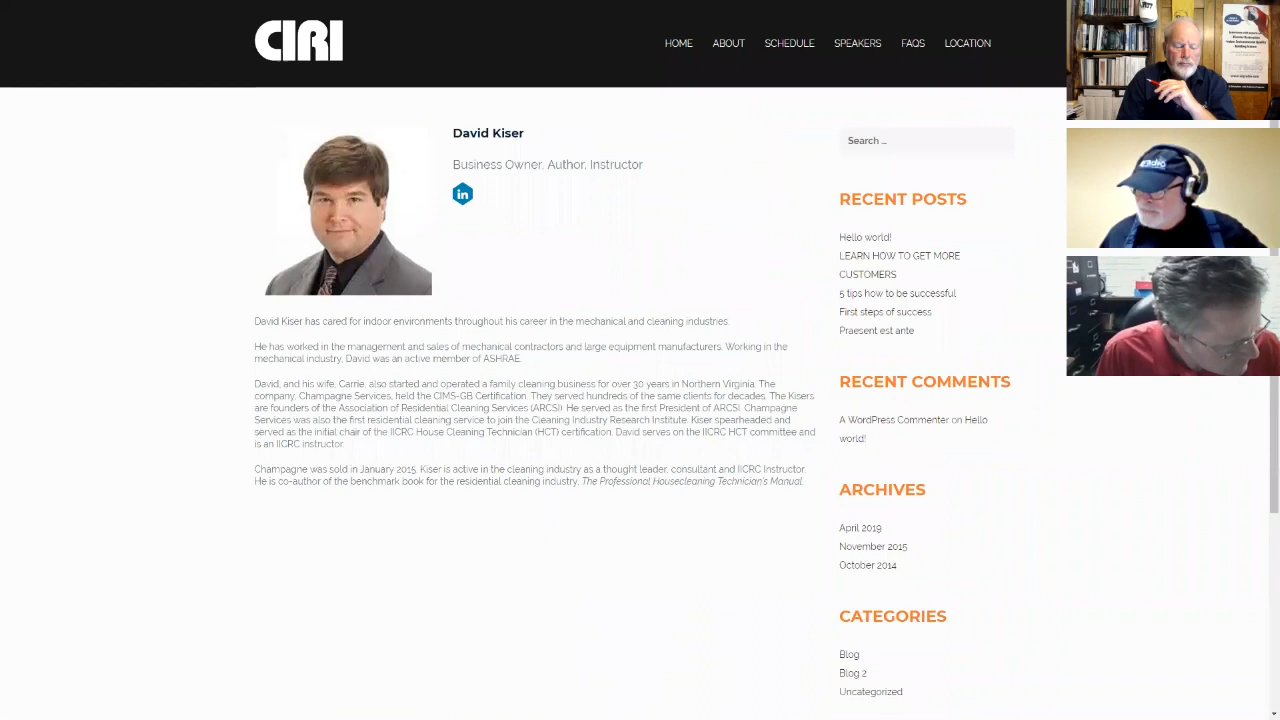 CIRI
HOME ABOUT SCHEDULE SPEAKERS FAQS LOCATION
David Kiser
Business Owner, Author, Instructor
in
David Kiser has cared for indoor environments throughout his career in the mechanical and cleaning industries.
He has worked in the management and sales of mechanical contractors and large equipment manufacturers. Working in the
mechanical industry, David was an active member of ASHRAE.
David, and his wife, Carrie, also started and operated a family cleaning business for over 30 years in Northern Virginia. The
company, Champagne Services, held the CIMS-GB Certification. They served hundreds of the same clients for decades. The Kisers
are founders of the Association of Residential Cleaning Services (ARCSI). He served as the first President of ARCSI. Champagne
Services was also the first residential cleaning service to join the Cleaning Industry Research Institute. Kiser spearheaded and
served as the initial chair of the IICRC House Cleaning Technician (HCT) certification. David serves on the IICRC HCT committee and
is an IICRC instructor.
Champagne was sold in January 2015. Kiser is active in the cleaning industry as a thought leader, consultant and IICRC Instructor.
He is co-author of the benchmark book for the residential cleaning industry, The Professional Housecleaning Technician's Manual.
Search …
RECENT POSTS
Hello world!
LEARN HOW TO GET MORE
CUSTOMERS
5 tips how to be successful
First steps of success
Praesent est ante
RECENT COMMENTS
A WordPress Commenter on Hello
world!
ARCHIVES
April 2019
November 2015
October 2014
CATEGORIES
Blog
Blog 2
Uncategorized